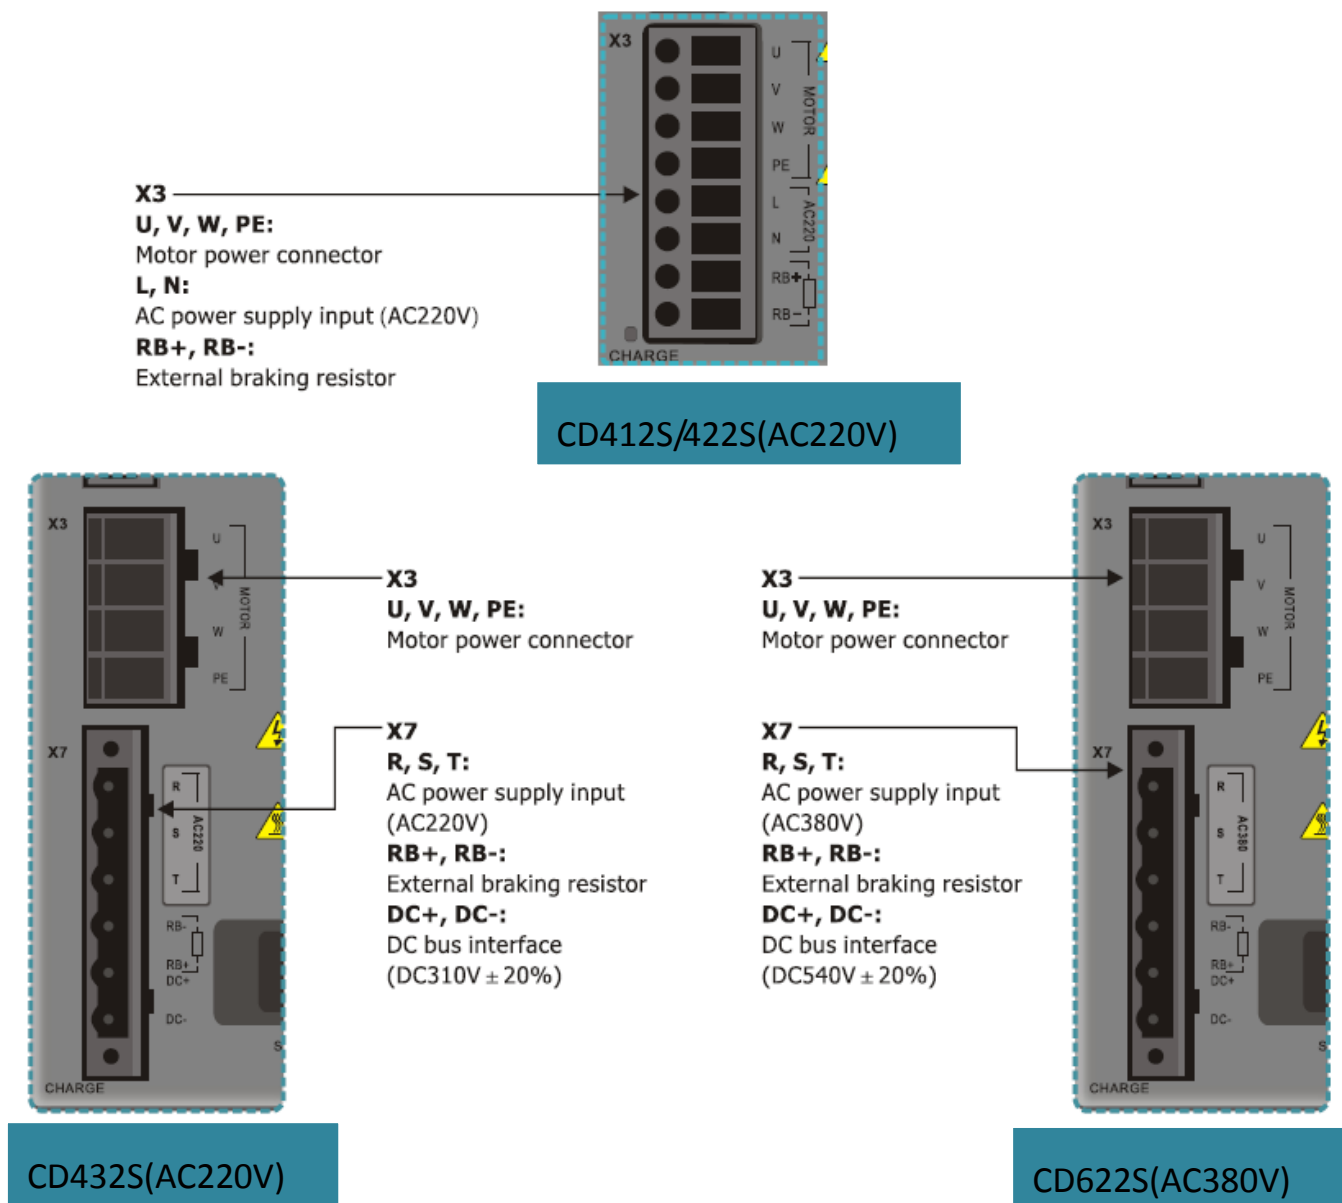 X3
U
V
W
PE
MOTOR
L
N
AC220
RB+
RB-
CHARGE
X3
U, V, W, PE:
Motor power connector
L, N:
AC power supply input (AC220V)
RB+, RB-:
External braking resistor
CD412S/422S(AC220V)
X3
U
W
PE
MOTOR
X7
R
S
T
AC220
RB-
RB+
DC+
DC-
S
CHARGE
X3
U, V, W, PE:
Motor power connector
X7
R, S, T:
AC power supply input
(AC220V)
RB+, RB-:
External braking resistor
DC+, DC-:
DC bus interface
(DC310V ± 20%)
CD432S(AC220V)
X3
U, V, W, PE:
Motor power connector
X7
R, S, T:
AC power supply input
(AC380V)
RB+, RB-:
External braking resistor
DC+, DC-:
DC bus interface
(DC540V ± 20%)
X3
U
V
W
PE
MOTOR
X7
R
S
T
AC380
RB-
RB+
DC+
DC-
S
CHARGE
CD622S(AC380V)